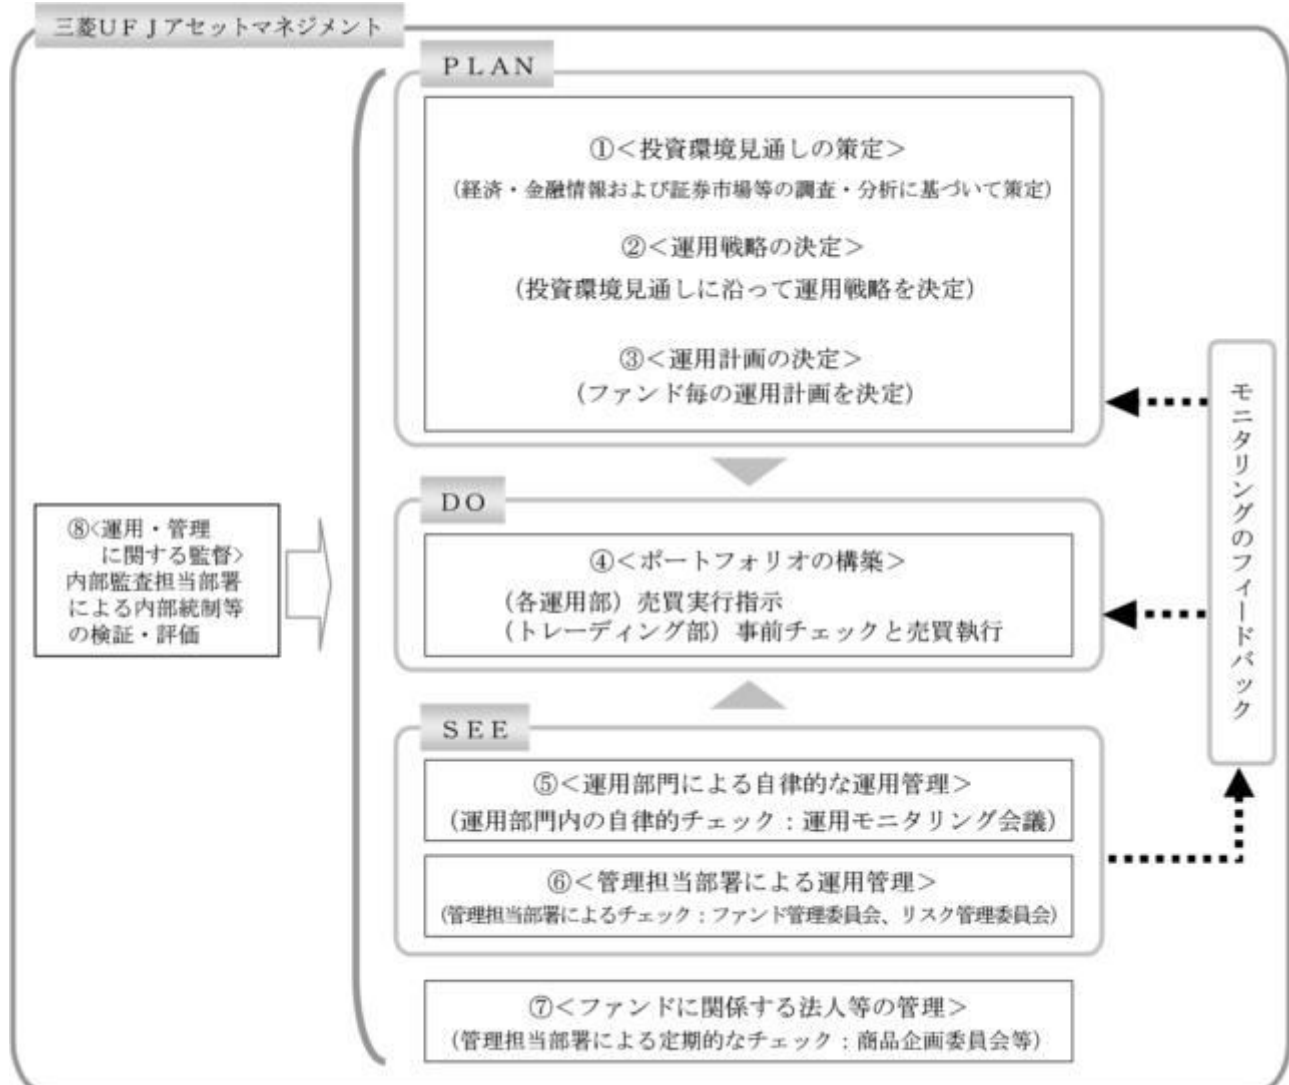 三菱ＵＦＪアセットマネジメント
ＰＬＡＮ
①＜投資環境見通しの策定＞
（経済・金融情報および証券市場等の調査・分析に基づいて策定）
②＜運用戦略の決定＞
（投資環境見通しに沿って運用戦略を決定）
③＜運用計画の決定＞
（ファンド毎の運用計画を決定）
ＤＯ
④＜ポートフォリオの構築＞
（各運用部）売買実行指示
（トレーディング部）事前チェックと売買執行
ＳＥＥ
⑤＜運用部門による自律的な運用管理＞
（運用部門内の自律的チェック：運用モニタリング会議）
⑥＜管理担当部署による運用管理＞
（管理担当部署によるチェック：ファンド管理委員会、リスク管理委員会）
⑦＜ファンドに関係する法人等の管理＞
（管理担当部署による定期的なチェック：商品企画委員会等）
⑧＜運用・管理
に関する監督＞
内部監査担当部署
による内部統制等
の検証・評価
モニタリングのフィードバック